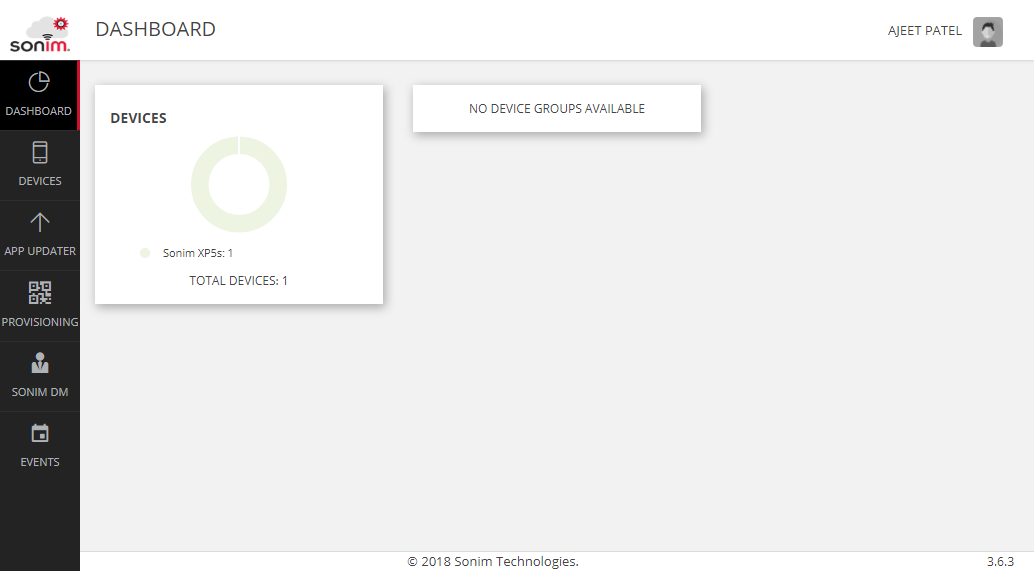 sonim.
DASHBOARD
AJEET PATEL
DASHBOARD
DEVICES
APP UPDATER
PROVISIONING
SONIM DM
EVENTS
DEVICES
Sonim XP5s: 1
TOTAL DEVICES: 1
NO DEVICE GROUPS AVAILABLE
© 2018 Sonim Technologies.
3.6.3